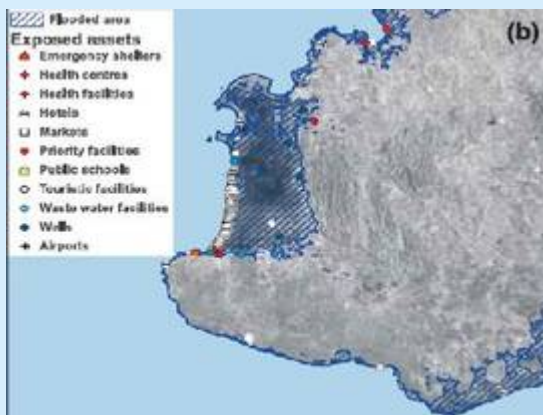 Flooded area
(b)
Exposed assets
Emergency shelters
Health centres
Health facilities
Hotels
Markets
Priority facilities
Public schools
Touristic facilities
Waste water facilities
Wells
Airports